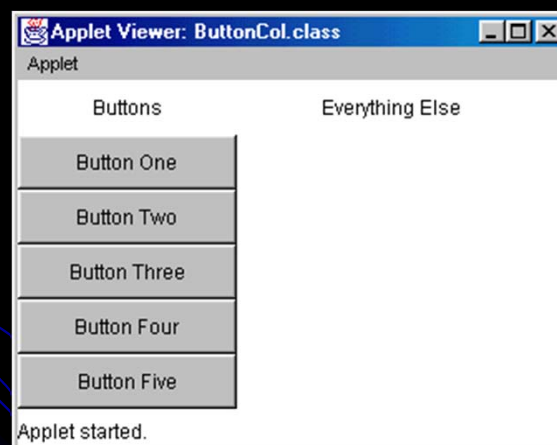 Applet Viewer: ButtonCol.class
Applet
Buttons Everything Else
Button One
Button Two
Button Three
Button Four
Button Five
Applet started.